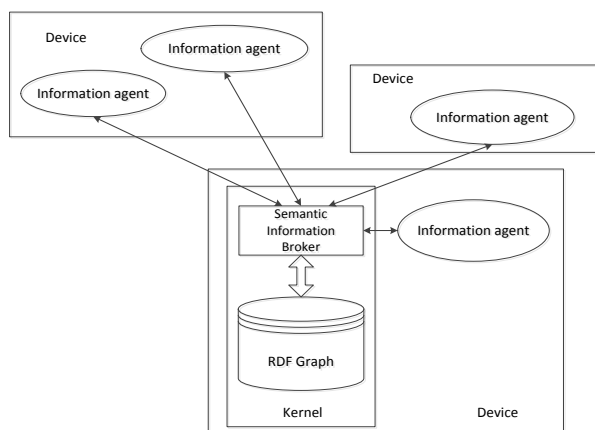 Device
Information agent
Information agent
Device
Information agent
Semantic
Information
Broker
Information agent
RDF Graph
Kernel
Device